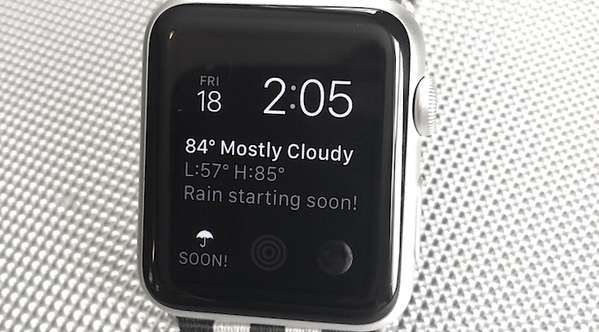 FRI
18
2:05
84° Mostly Cloudy
L:57° H:85°
Rain starting soon!
SOON!